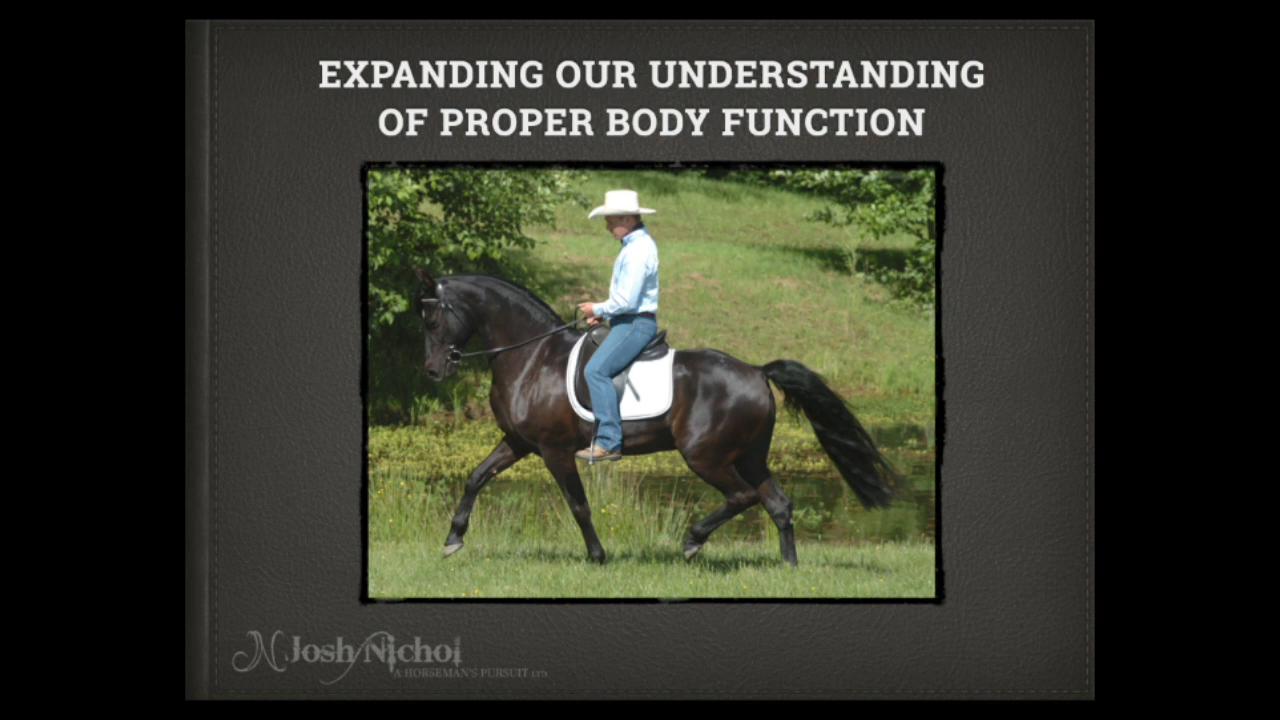 EXPANDING OUR UNDERSTANDING
OF PROPER BODY FUNCTION
Josh Nichol
A HORSEMAN'S PURSUIT LTD